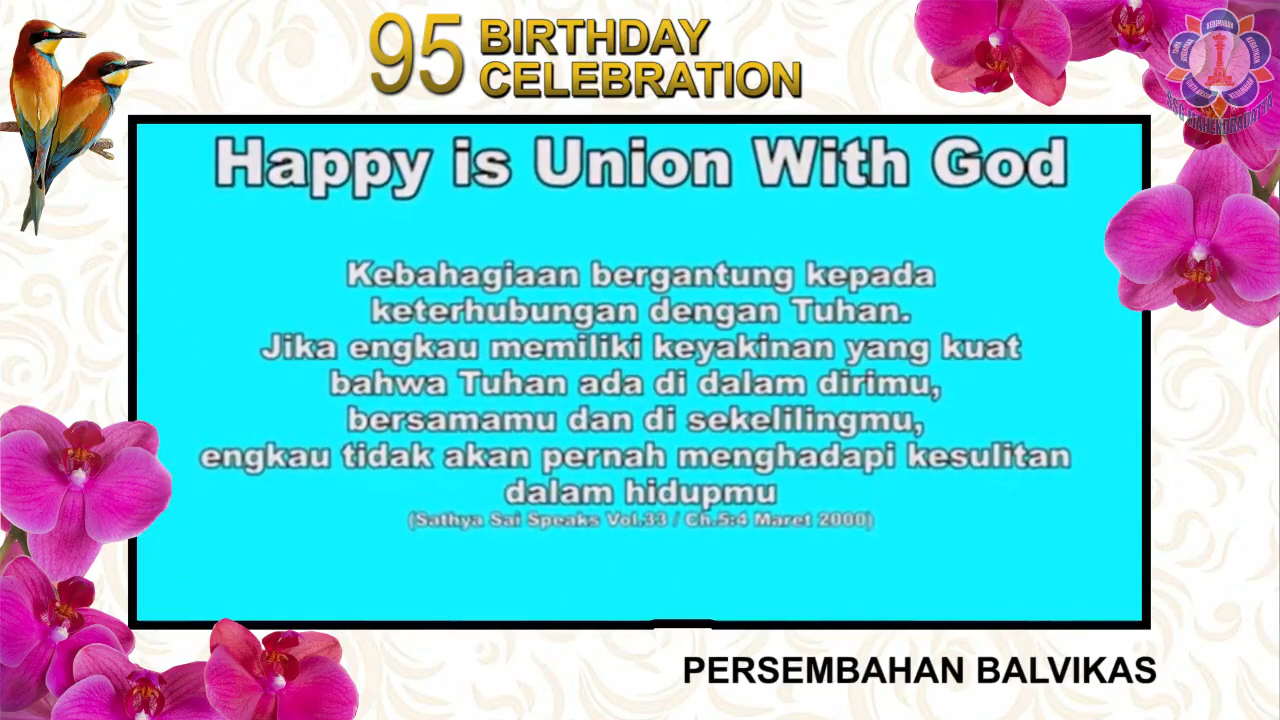 95 BIRTHDAY
CELEBRATION
Happy is Union With God
Kebahagiaan bergantung kepada
keterhubungan dengan Tuhan.
Jika engkau memiliki keyakinan yang kuat
bahwa Tuhan ada di dalam dirimu,
bersamamu dan di sekelilingmu,
engkau tidak akan pernah menghadapi kesulitan
dalam hidupmu
(Sathya Sai Speaks Vol.33 / Ch.5:4 Maret 2000)
PERSEMBAHAN BALVIKAS